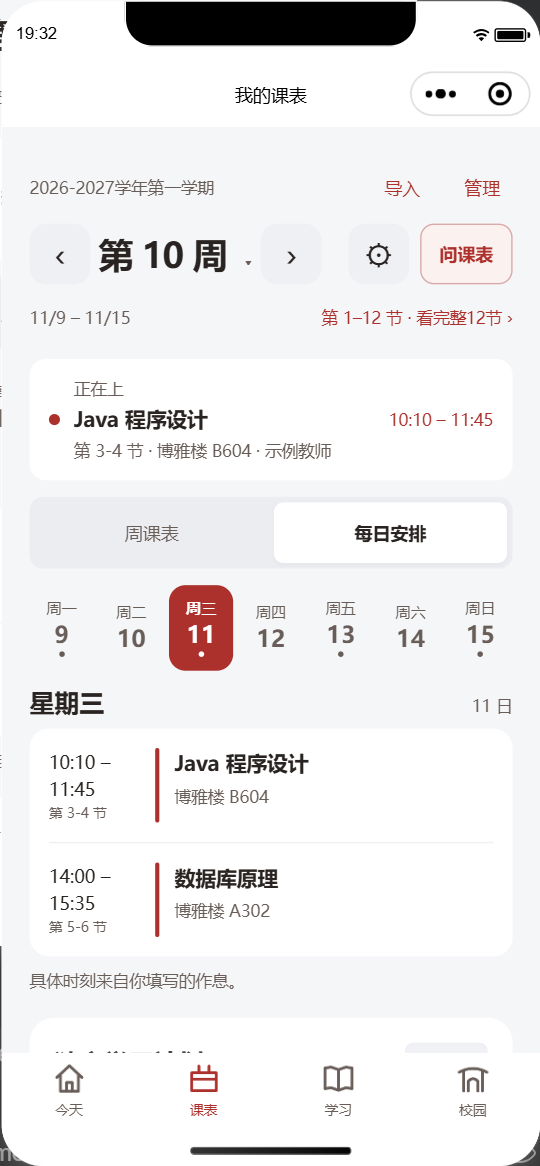 19:32
我的课表
2026-2027学年第一学期
导入
管理
‹
第 10 周
›
问课表
11/9 – 11/15
第 1–12 节 · 看完整12节 ›
正在上
Java 程序设计
10:10 – 11:45
第 3-4 节 · 博雅楼 B604 · 示例教师
周课表
每日安排
周一 周二 周三 周四 周五 周六 周日
9 10 11 12 13 14 15
星期三
11 日
10:10 –
11:45
第 3-4 节
Java 程序设计
博雅楼 B604
14:00 –
15:35
第 5-6 节
数据库原理
博雅楼 A302
具体时刻来自你填写的作息。
今天
课表
学习
校园